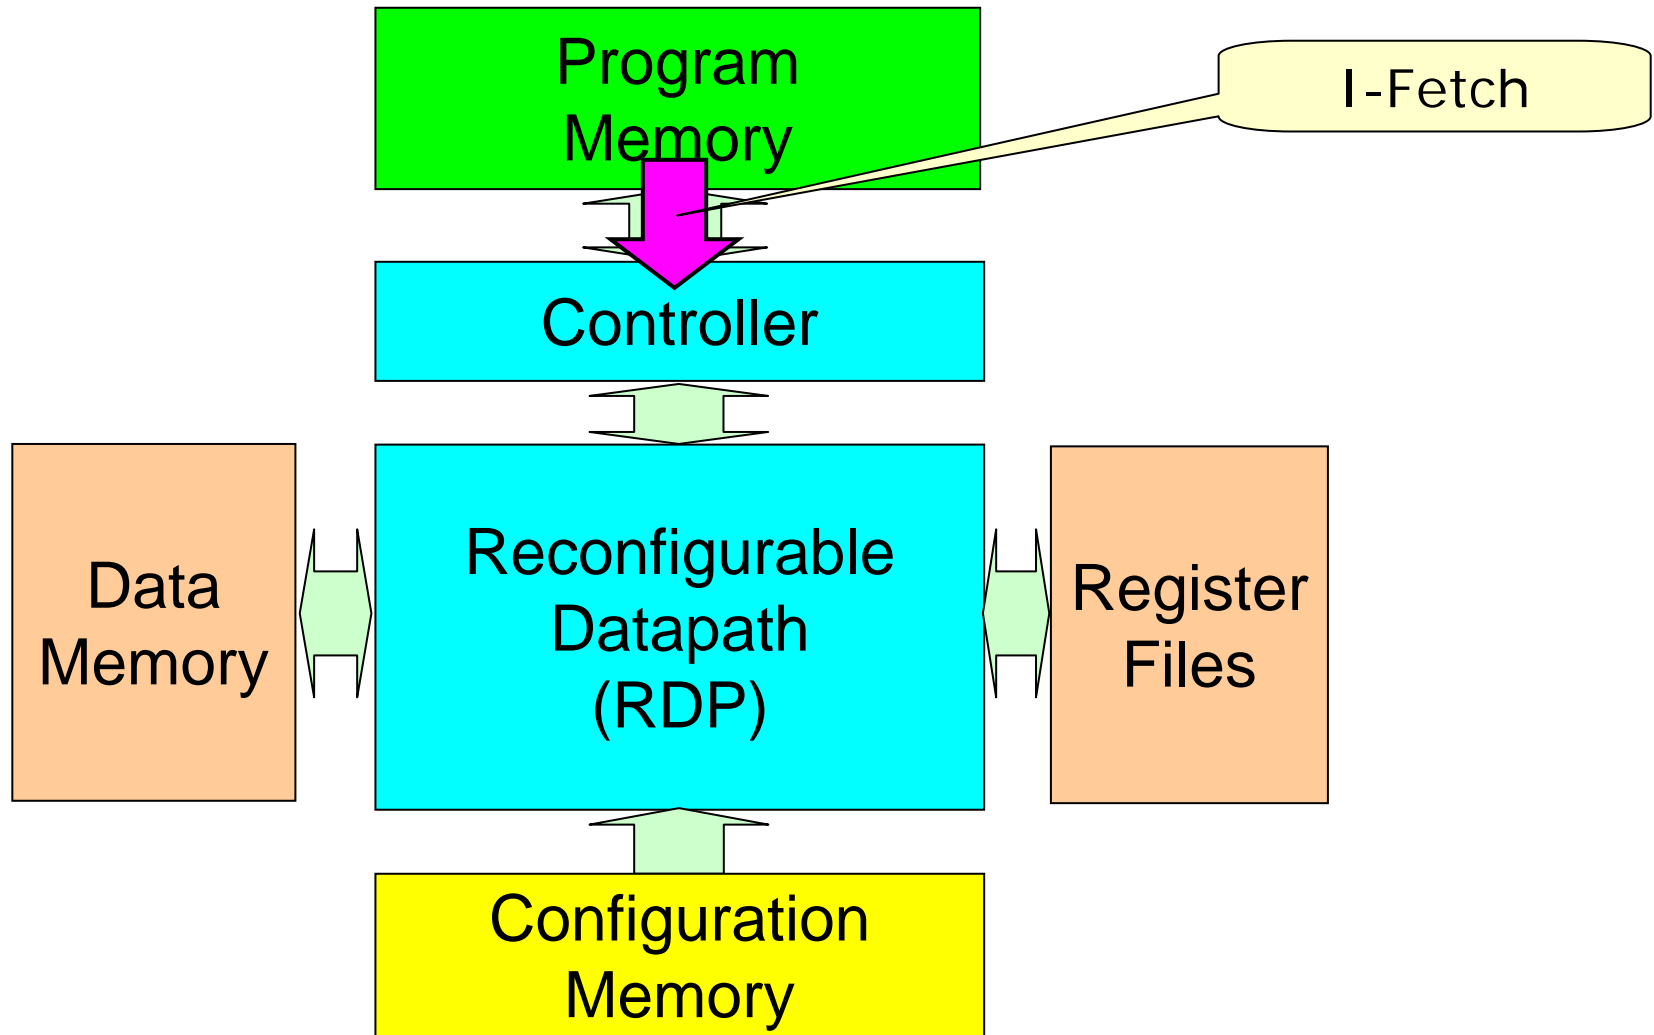 Program
Memory
I-Fetch
Controller
Data
Memory
Reconfigurable
Datapath
(RDP)
Register
Files
Configuration
Memory